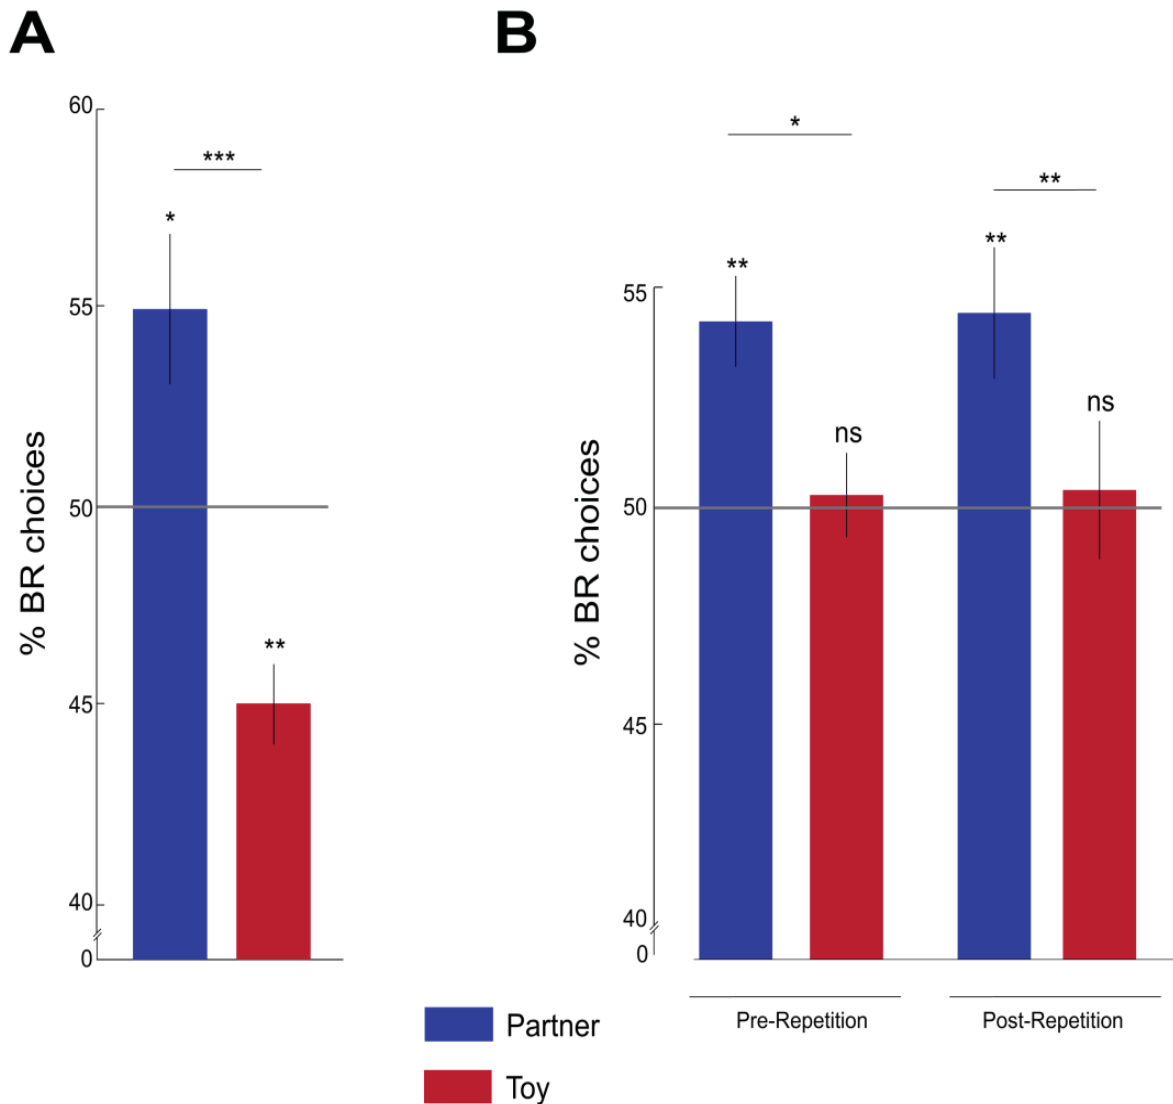 A
B
60
***
*
55
50
45
**
40
0
% BR choices
*
**
**
**
55
ns
ns
50
45
40
0
% BR choices
Pre-Repetition
Post-Repetition
Partner
Toy